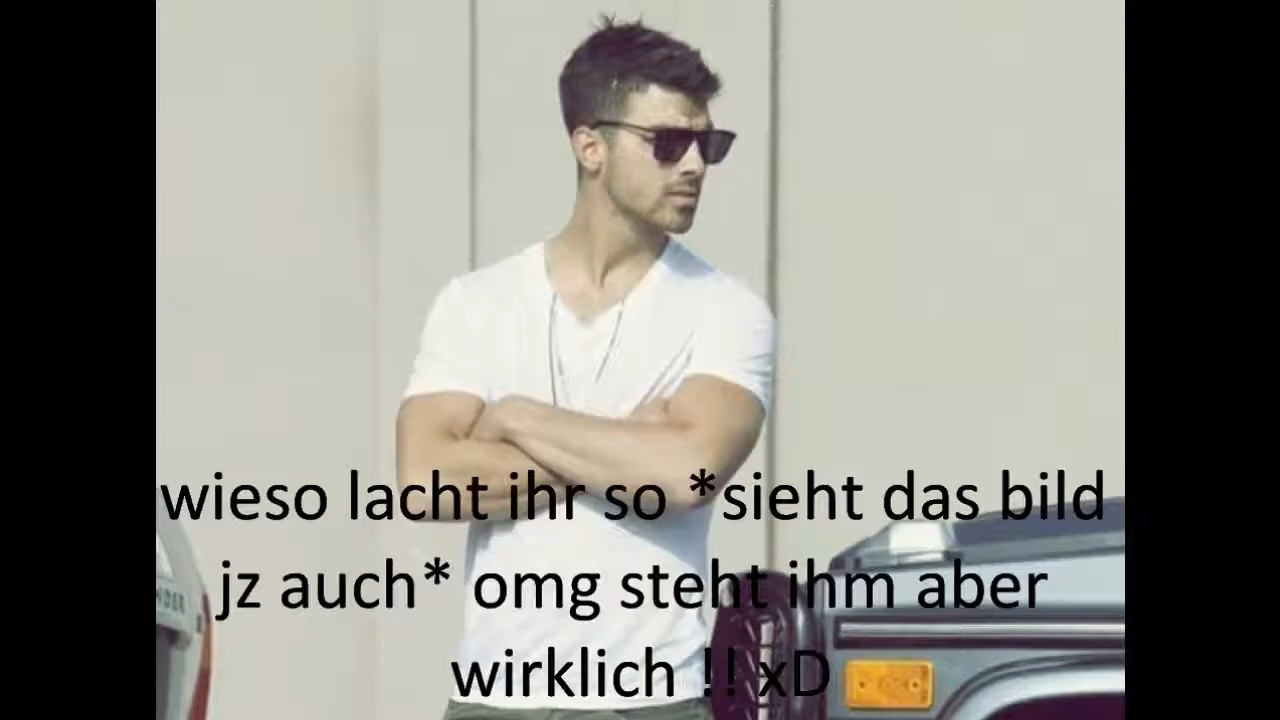 wieso lacht ihr so *sieht das bild
jz auch* omg steht ihm aber
wirklich !! xD